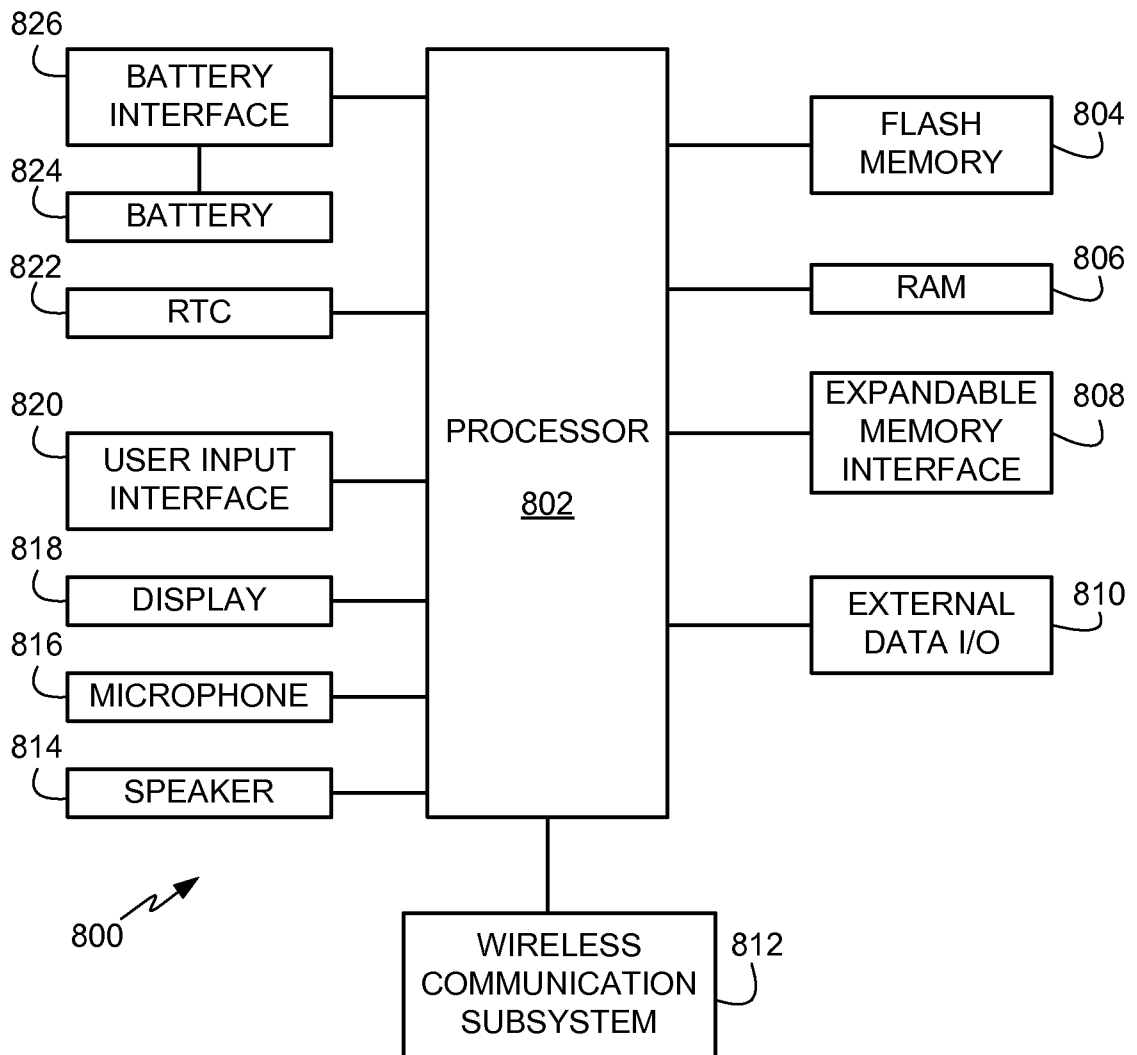 826
BATTERY
INTERFACE
824
BATTERY
822
RTC
820
USER INPUT
INTERFACE
818
DISPLAY
816
MICROPHONE
814
SPEAKER
800
PROCESSOR
802
FLASH
MEMORY
804
RAM
806
EXPANDABLE
MEMORY
INTERFACE
808
EXTERNAL
DATA I/O
810
WIRELESS
COMMUNICATION
SUBSYSTEM
812